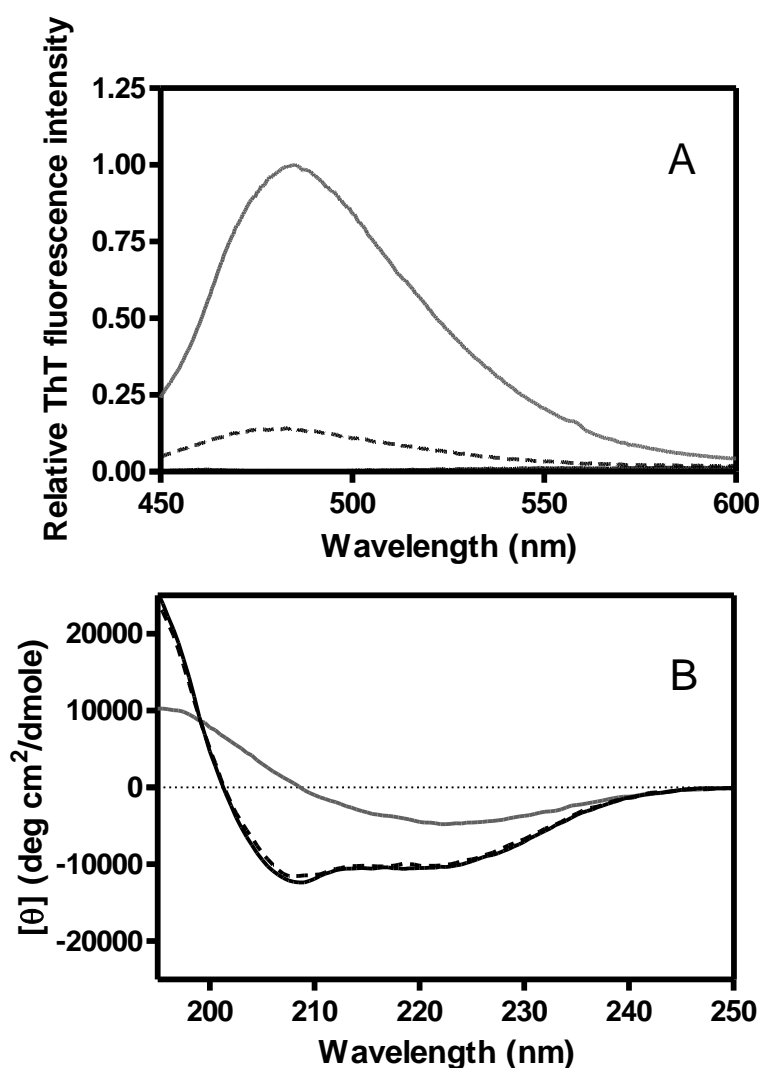 Relative ThT fluorescence intensity
1.25
1.00
0.75
0.50
0.25
0.00
A
450 500 550 600
Wavelength (nm)
[θ] (deg cm²/dmole)
20000
10000
0
-10000
-20000
B
200 210 220 230 240 250
Wavelength (nm)